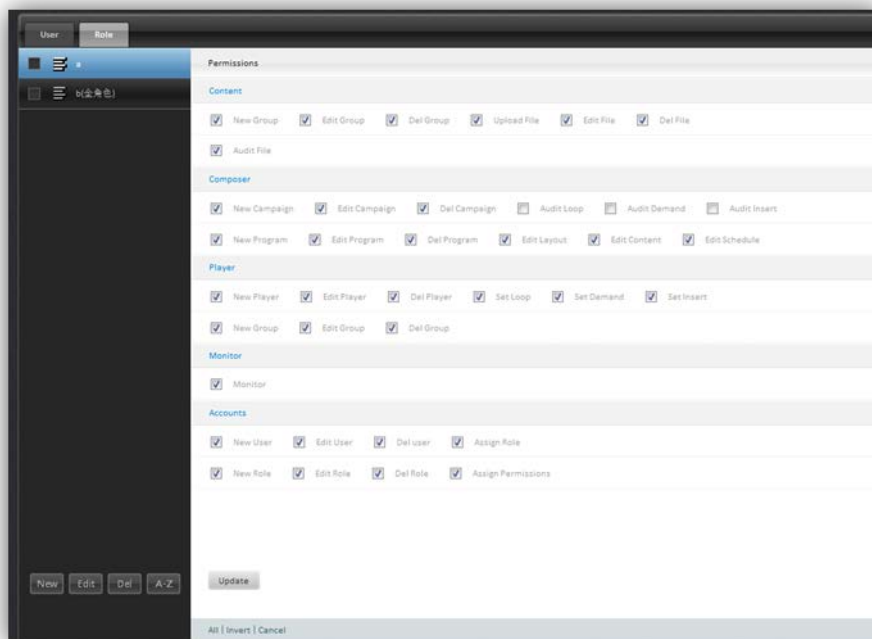 User Role
a
b(全角色)
Permissions
Content
New Group Edit Group Del Group Upload File Edit File Del File
Audit File
Composer
New Campaign Edit Campaign Del Campaign Audit Loop Audit Demand Audit Insert
New Program Edit Program Del Program Edit Layout Edit Content Edit Schedule
Player
New Player Edit Player Del Player Set Loop Set Demand Set Insert
New Group Edit Group Del Group
Monitor
Monitor
Accounts
New User Edit User Del user Assign Role
New Role Edit Role Del Role Assign Permissions
New Edit Del A-Z
Update
All | Invert | Cancel